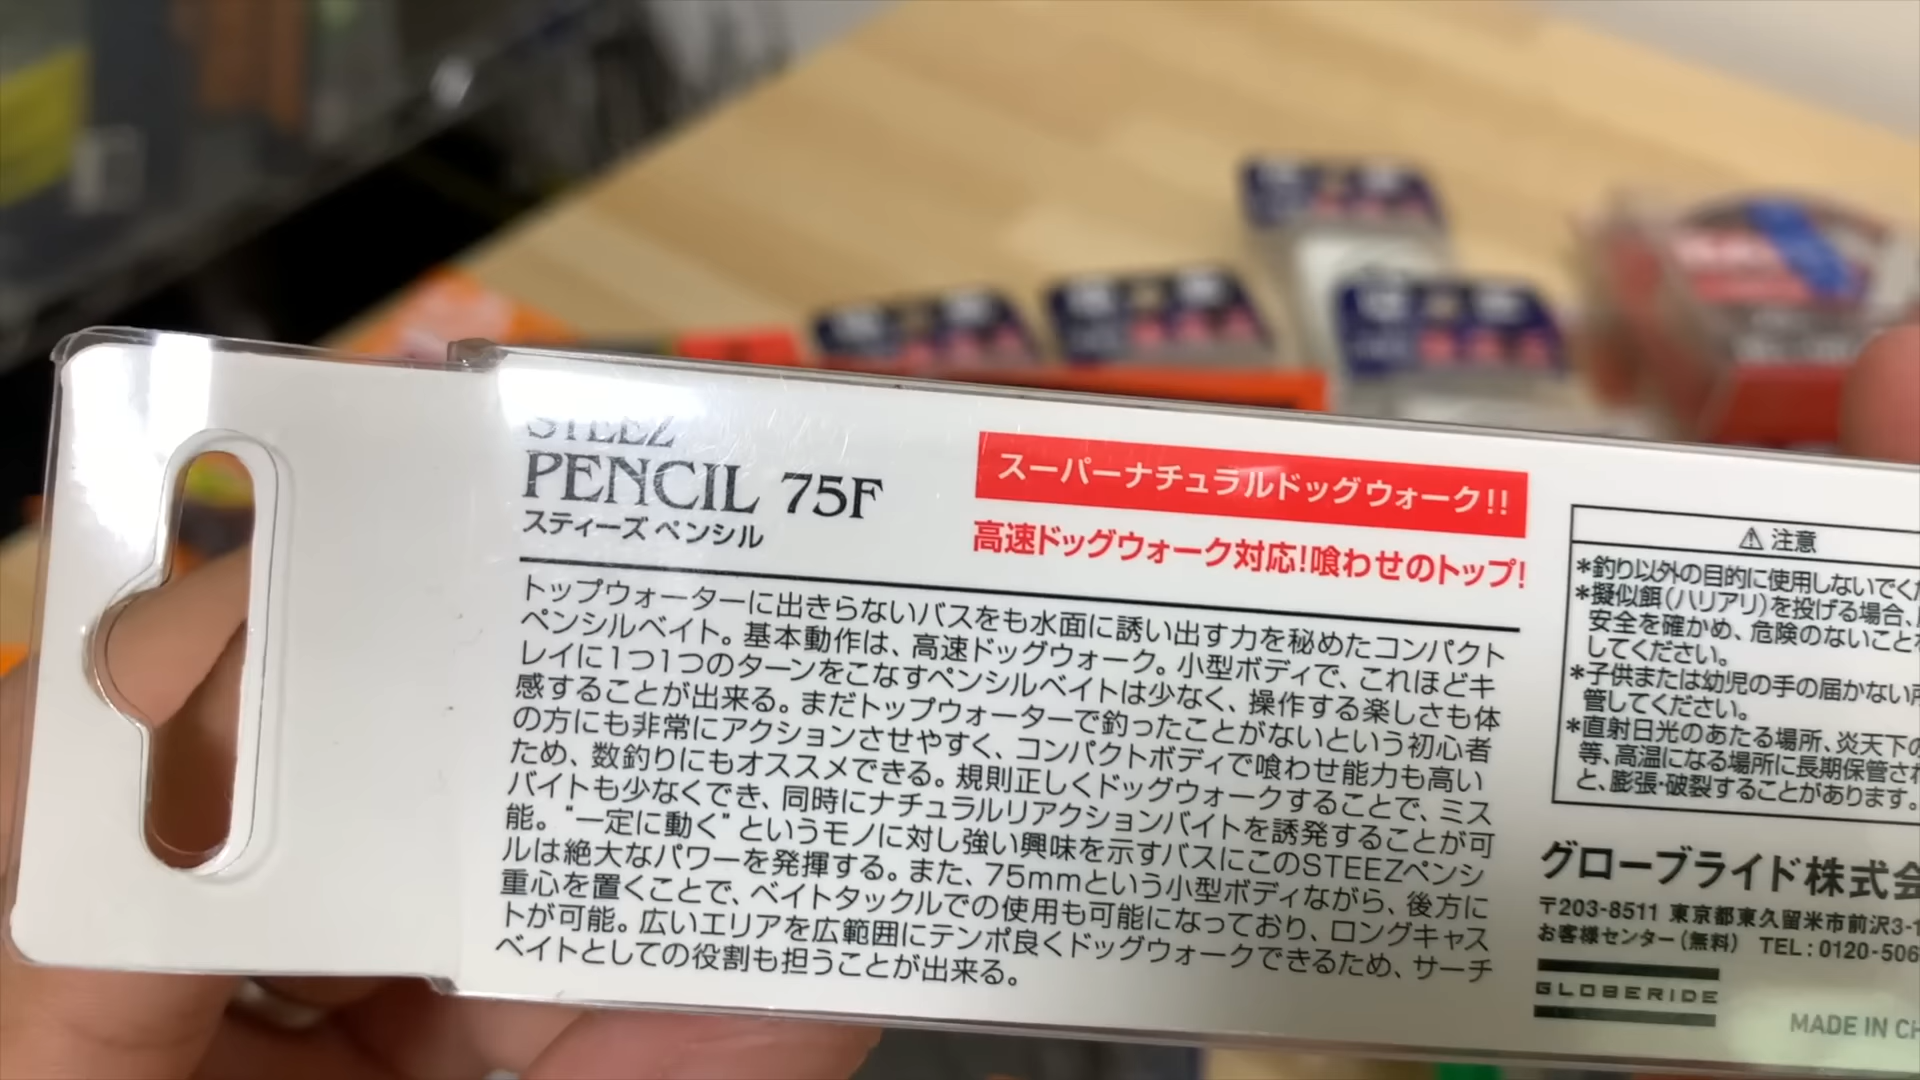 STEEZ
PENCIL 75F
スティーズ ペンシル
スーパーナチュラルドッグウォーク!!
高速ドッグウォーク対応!喰わせのトップ!
トップウォーターに出きらないバスをも水面に誘い出す力を秘めたコンパクト
ペンシルベイト。基本動作は、高速ドッグウォーク。小型ボディで、これほどキ
レイに1つ1つのターンをこなすペンシルベイトは少なく、操作する楽しさも体
感することが出来る。まだトップウォーターで釣ったことがないという初心者
の方にも非常にアクションさせやすく、コンパクトボディで喰わせ能力も高い
ため、数釣りにもオススメできる。規則正しくドッグウォークすることで、ミス
バイトも少なくでき、同時にナチュラルリアクションバイトを誘発することが可
能。“一定に動く”というモノに対し強い興味を示すバスにこのSTEEZペンシ
ルは絶大なパワーを発揮する。また、75mmという小型ボディながら、後方に
重心を置くことで、ベイトタックルでの使用も可能になっており、ロングキャス
トが可能。広いエリアを広範囲にテンポ良くドッグウォークできるため、サーチ
ベイトとしての役割も担うことが出来る。
⚠ 注意
*釣り以外の目的に使用しないでくだ
*擬似餌(ハリアリ)を投げる場合、
安全を確かめ、危険のないことを
してください。
*子供または幼児の手の届かない所
管してください。
*直射日光のあたる場所、炎天下の
等、高温になる場所に長期保管され
と、膨張・破裂することがあります。
グローブライド株式会
〒203-8511 東京都東久留米市前沢3-1
お客様センター(無料) TEL:0120-506
GLOBERIDE
MADE IN CH